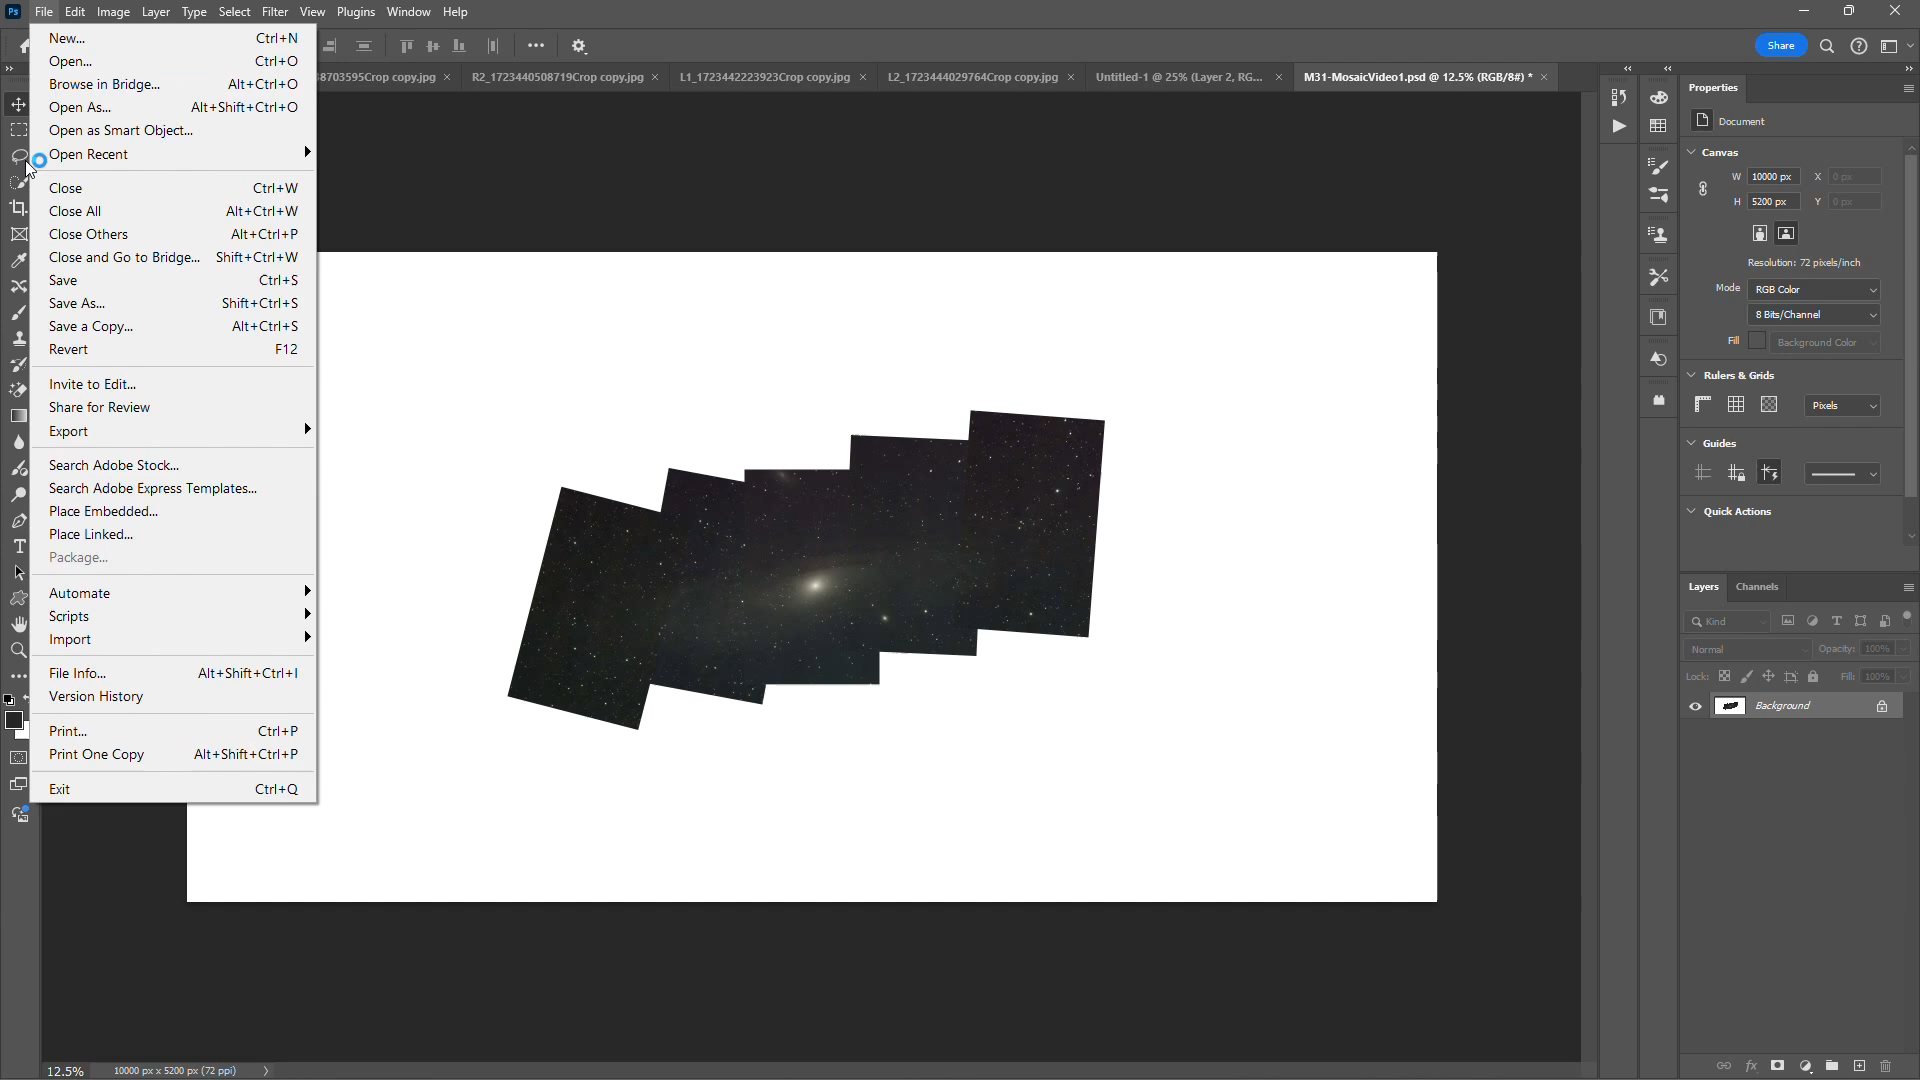 Ps File Edit Image Layer Type Select Filter View Plugins Window Help
Share
38703595Crop copy.jpg × R2_1723440508719Crop copy.jpg × L1_1723442223923Crop copy.jpg × L2_1723444029764Crop copy.jpg × Untitled-1 @ 25% (Layer 2, RG... × M31-MosaicVideo1.psd @ 12.5% (RGB/8#) * ×
New... Ctrl+N
Open... Ctrl+O
Browse in Bridge... Alt+Ctrl+O
Open As... Alt+Shift+Ctrl+O
Open as Smart Object...
Open Recent
Close Ctrl+W
Close All Alt+Ctrl+W
Close Others Alt+Ctrl+P
Close and Go to Bridge... Shift+Ctrl+W
Save Ctrl+S
Save As... Shift+Ctrl+S
Save a Copy... Alt+Ctrl+S
Revert F12
Invite to Edit...
Share for Review
Export
Search Adobe Stock...
Search Adobe Express Templates...
Place Embedded...
Place Linked...
Package...
Automate
Scripts
Import
File Info... Alt+Shift+Ctrl+I
Version History
Print... Ctrl+P
Print One Copy Alt+Shift+Ctrl+P
Exit Ctrl+Q
Properties
Document
Canvas
W 10000 px X 0 px
H 5200 px Y 0 px
Resolution: 72 pixels/inch
Mode RGB Color
8 Bits/Channel
Fill Background Color
Rulers & Grids
Pixels
Guides
Quick Actions
Layers Channels
Kind
Normal Opacity: 100%
Lock: Fill: 100%
Background
12.5% 10000 px x 5200 px (72 ppi)